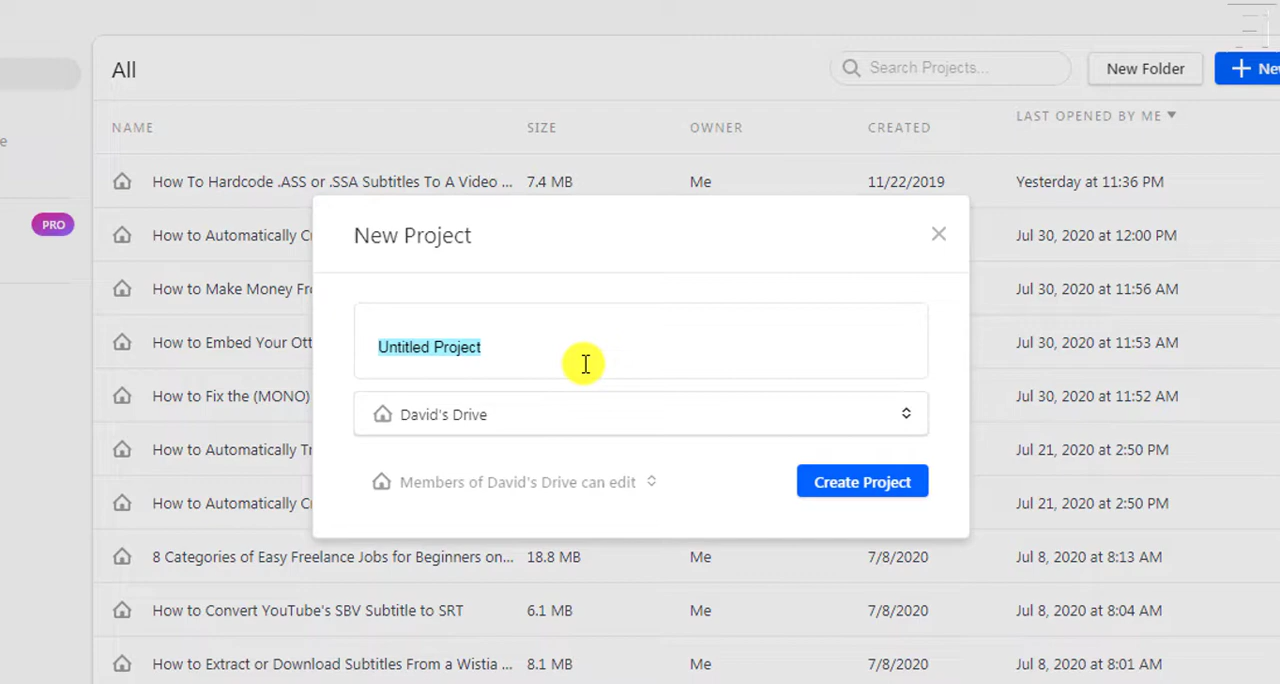 All
Search Projects...
New Folder
Ne
NAME
SIZE
OWNER
CREATED
LAST OPENED BY ME
How To Hardcode .ASS or .SSA Subtitles To A Video ...
7.4 MB
Me
11/22/2019
Yesterday at 11:36 PM
e
PRO
New Project
How to Automatically Cr
Jul 30, 2020 at 12:00 PM
How to Make Money Fr
Jul 30, 2020 at 11:56 AM
How to Embed Your Ott
Untitled Project
Jul 30, 2020 at 11:53 AM
How to Fix the (MONO)
Jul 30, 2020 at 11:52 AM
David's Drive
How to Automatically Tr
Jul 21, 2020 at 2:50 PM
Members of David's Drive can edit
Create Project
How to Automatically Cr
Jul 21, 2020 at 2:50 PM
8 Categories of Easy Freelance Jobs for Beginners on...
18.8 MB
Me
7/8/2020
Jul 8, 2020 at 8:13 AM
How to Convert YouTube's SBV Subtitle to SRT
6.1 MB
Me
7/8/2020
Jul 8, 2020 at 8:04 AM
How to Extract or Download Subtitles From a Wistia ...
8.1 MB
Me
7/8/2020
Jul 8, 2020 at 8:01 AM